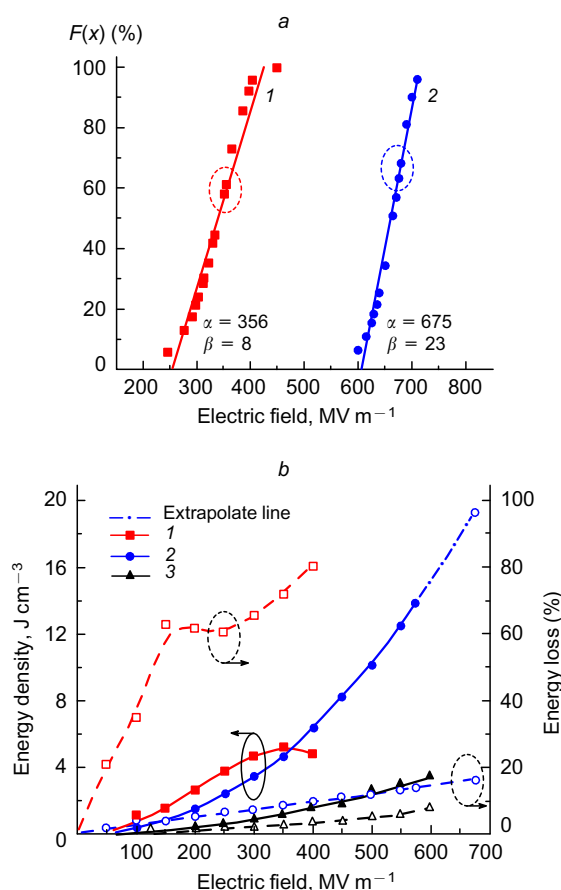 F(x) (%)
a
100
80
60
40
20
0
1
2
α = 356
β = 8
α = 675
β = 23
200 300 400 500 600 700 800
Electric field, MV m⁻¹
b
20
16
12
8
4
0
Energy density, J cm⁻³
Extrapolate line
1
2
3
100
80
60
40
20
0
Energy loss (%)
100 200 300 400 500 600 700
Electric field, MV m⁻¹